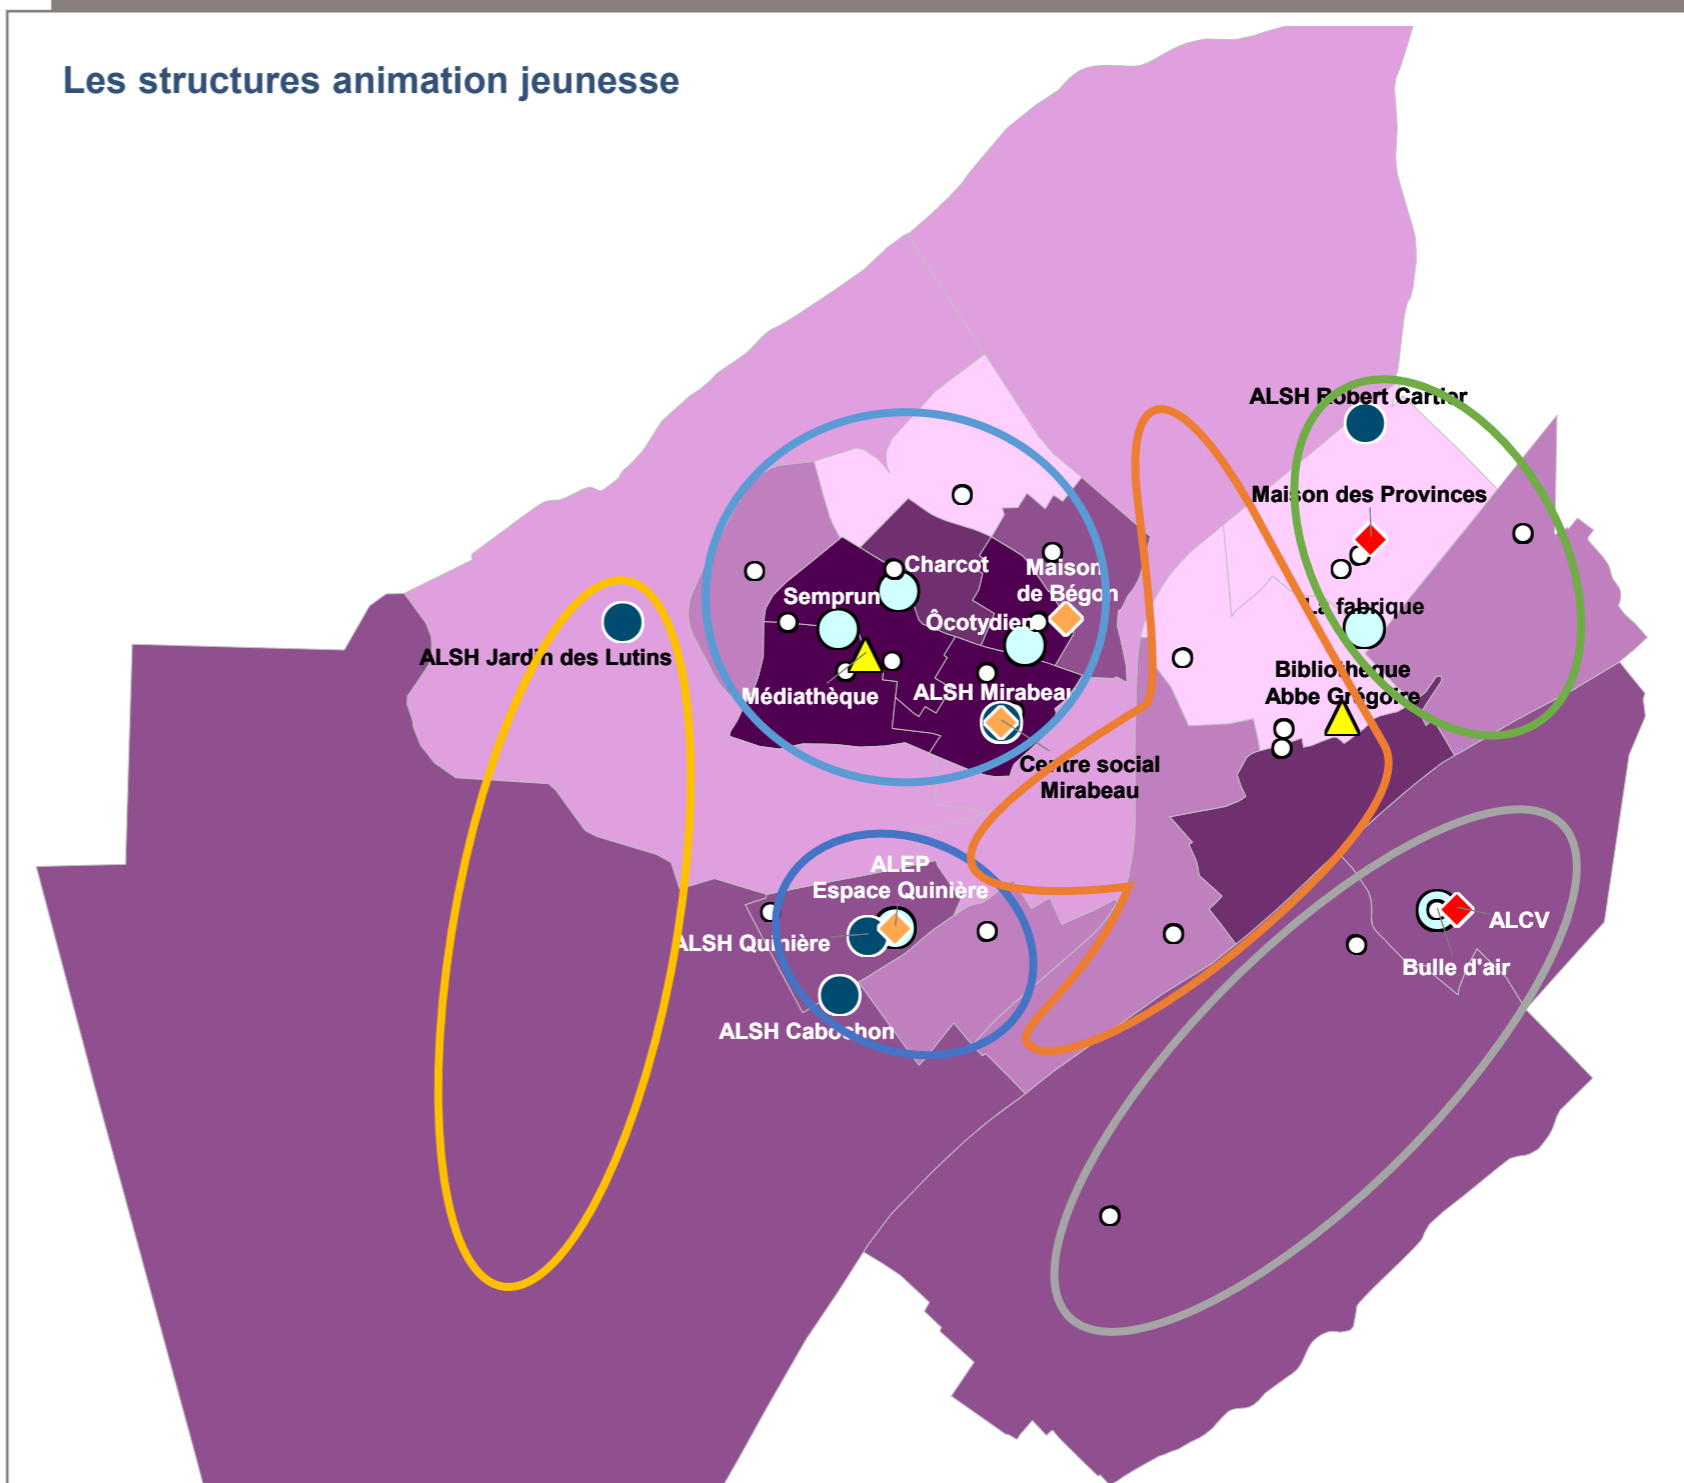 Les structures animation jeunesse
ALSH Robert Cartier
Maison des Provinces
Charcot
Maison
de Bégon
Semprun
Ôcotydien
La fabrique
ALSH Jardin des Lutins
Bibliothèque
Abbe Grégoire
Médiathèque
ALSH Mirabeau
Centre social
Mirabeau
ALEP
Espace Quinière
ALSH Quinière
ALCV
Bulle d'air
ALSH Cabochon